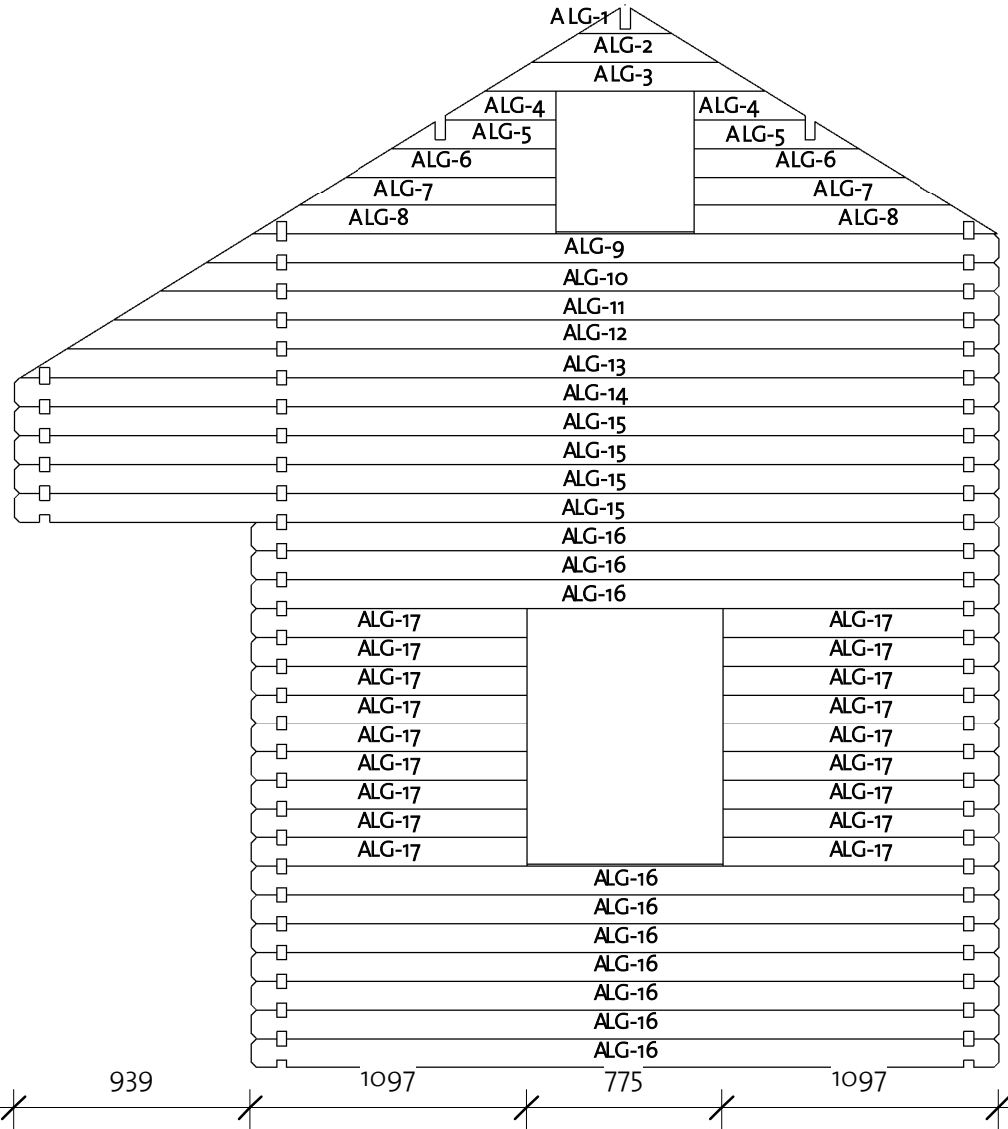 ALG-1
ALG-2
ALG-3
ALG-4 ALG-4
ALG-5 ALG-5
ALG-6 ALG-6
ALG-7 ALG-7
ALG-8 ALG-8
ALG-9
ALG-10
ALG-11
ALG-12
ALG-13
ALG-14
ALG-15
ALG-15
ALG-15
ALG-15
ALG-16
ALG-16
ALG-16
ALG-17 ALG-17
ALG-17 ALG-17
ALG-17 ALG-17
ALG-17 ALG-17
ALG-17 ALG-17
ALG-17 ALG-17
ALG-17 ALG-17
ALG-17 ALG-17
ALG-17 ALG-17
ALG-16
ALG-16
ALG-16
ALG-16
ALG-16
ALG-16
ALG-16
939 1097 775 1097